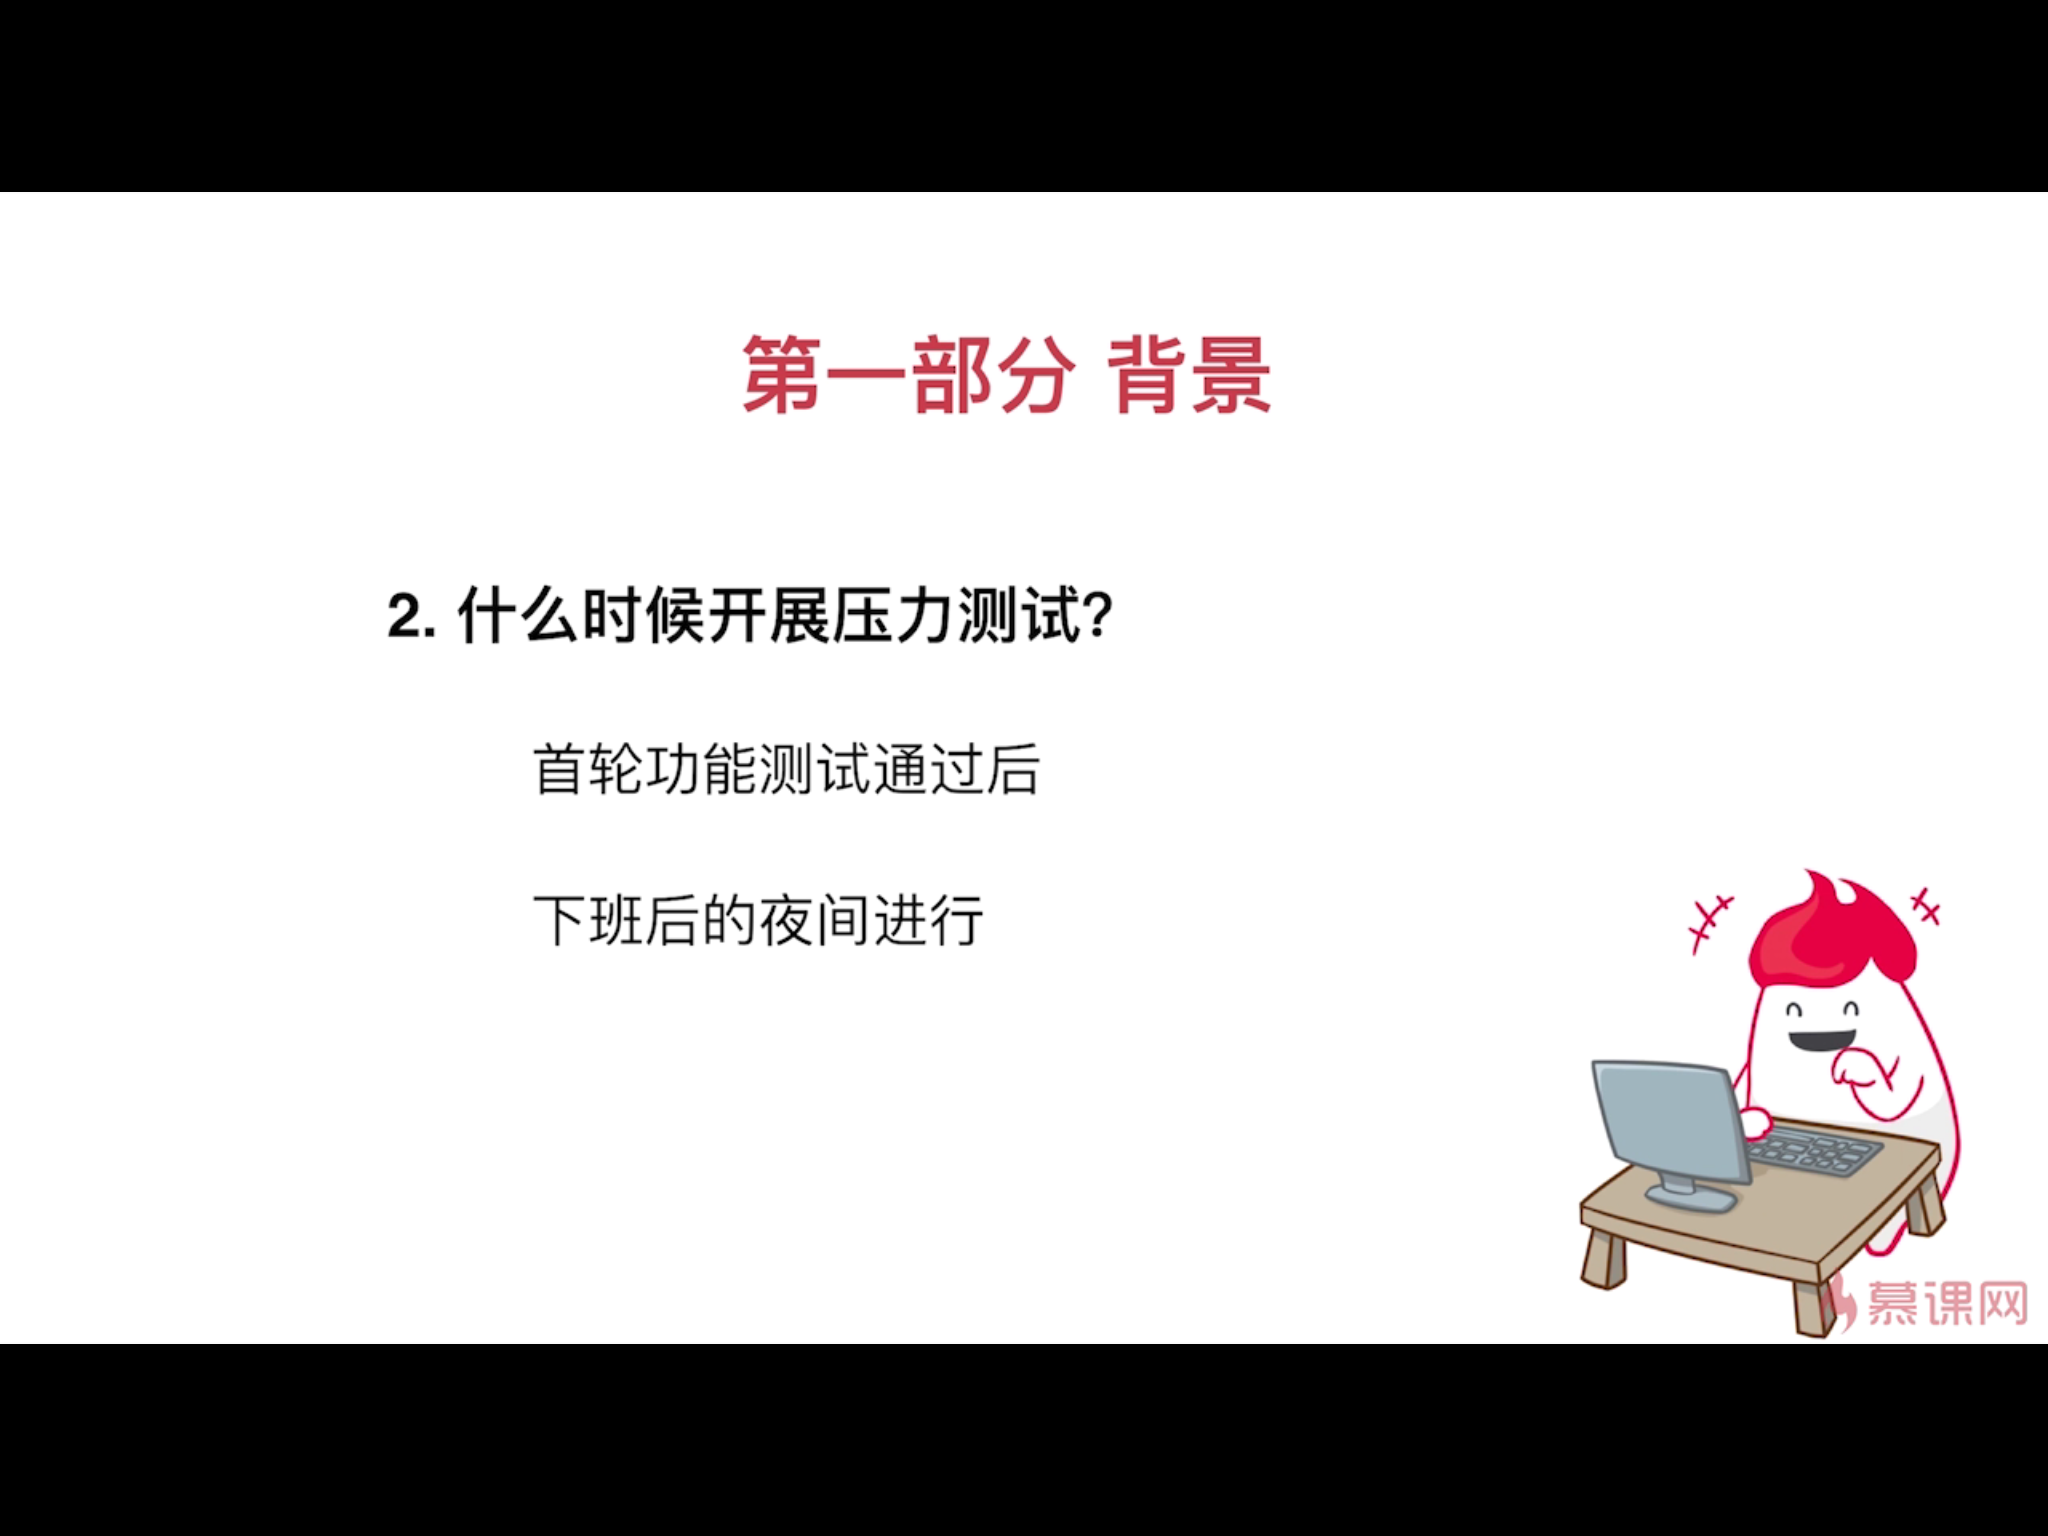 第一部分 背景
2. 什么时候开展压力测试?
首轮功能测试通过后
下班后的夜间进行
慕课网